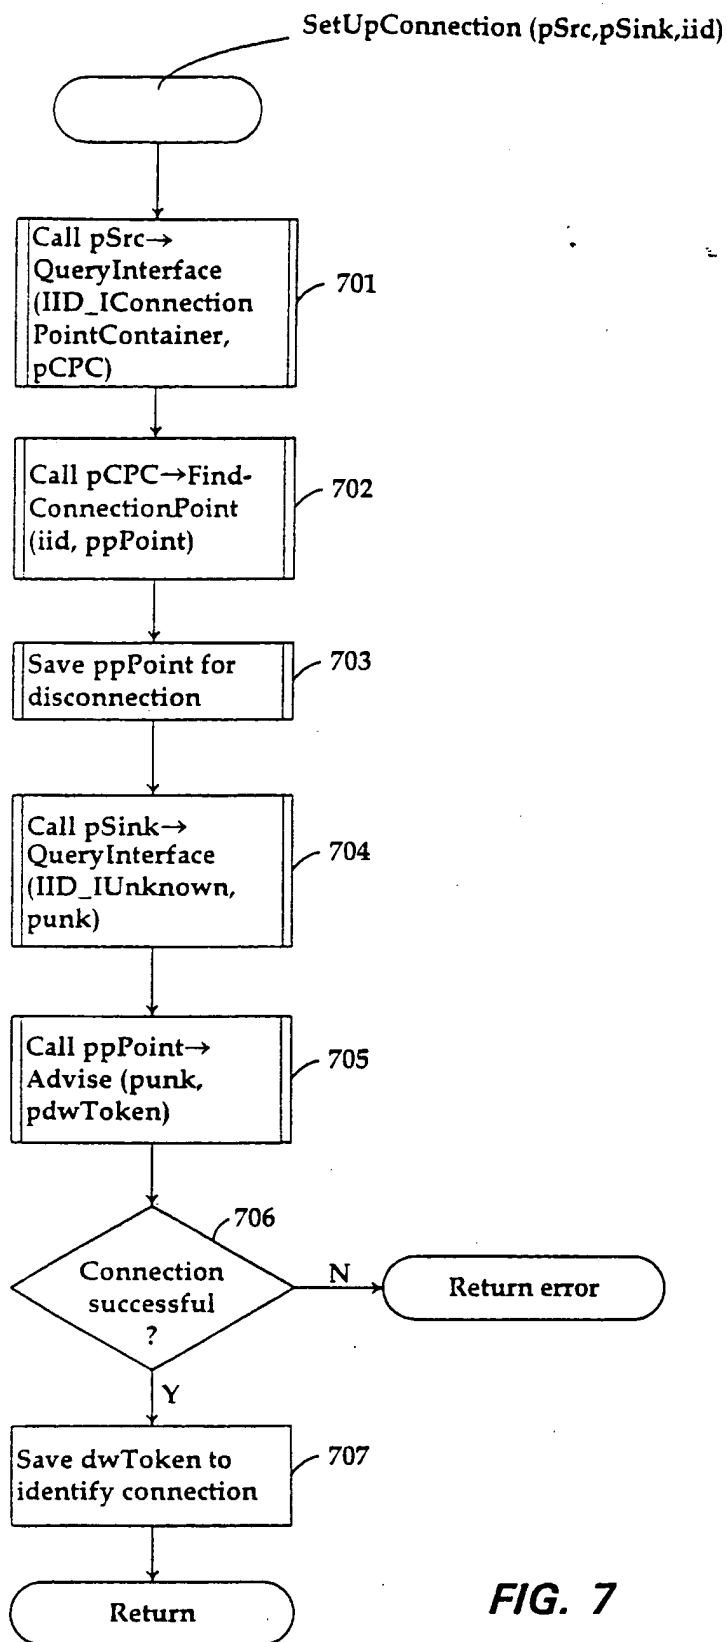 SetUpConnection (pSrc,pSink,iid)
Call pSrc→
QueryInterface
(IID_IConnection
PointContainer,
pCPC)
701
Call pCPC→Find-
ConnectionPoint
(iid, ppPoint)
702
Save ppPoint for
disconnection
703
Call pSink→
QueryInterface
(IID_IUnknown,
punk)
704
Call ppPoint→
Advise (punk,
pdwToken)
705
706
Connection
successful
?
N
Return error
Y
Save dwToken to
identify connection
707
Return
FIG. 7